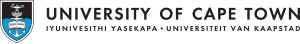 UNIVERSITY OF CAPE TOWN
IYUNIVESITHI YASEKAPA • UNIVERSITEIT VAN KAAPSTAD